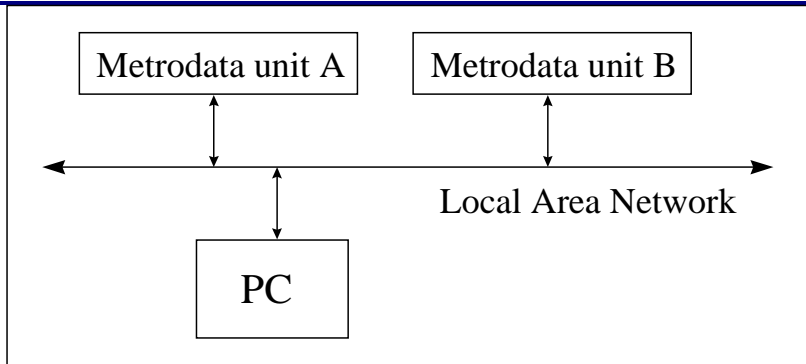 Metrodata unit A
Metrodata unit B
Local Area Network
PC